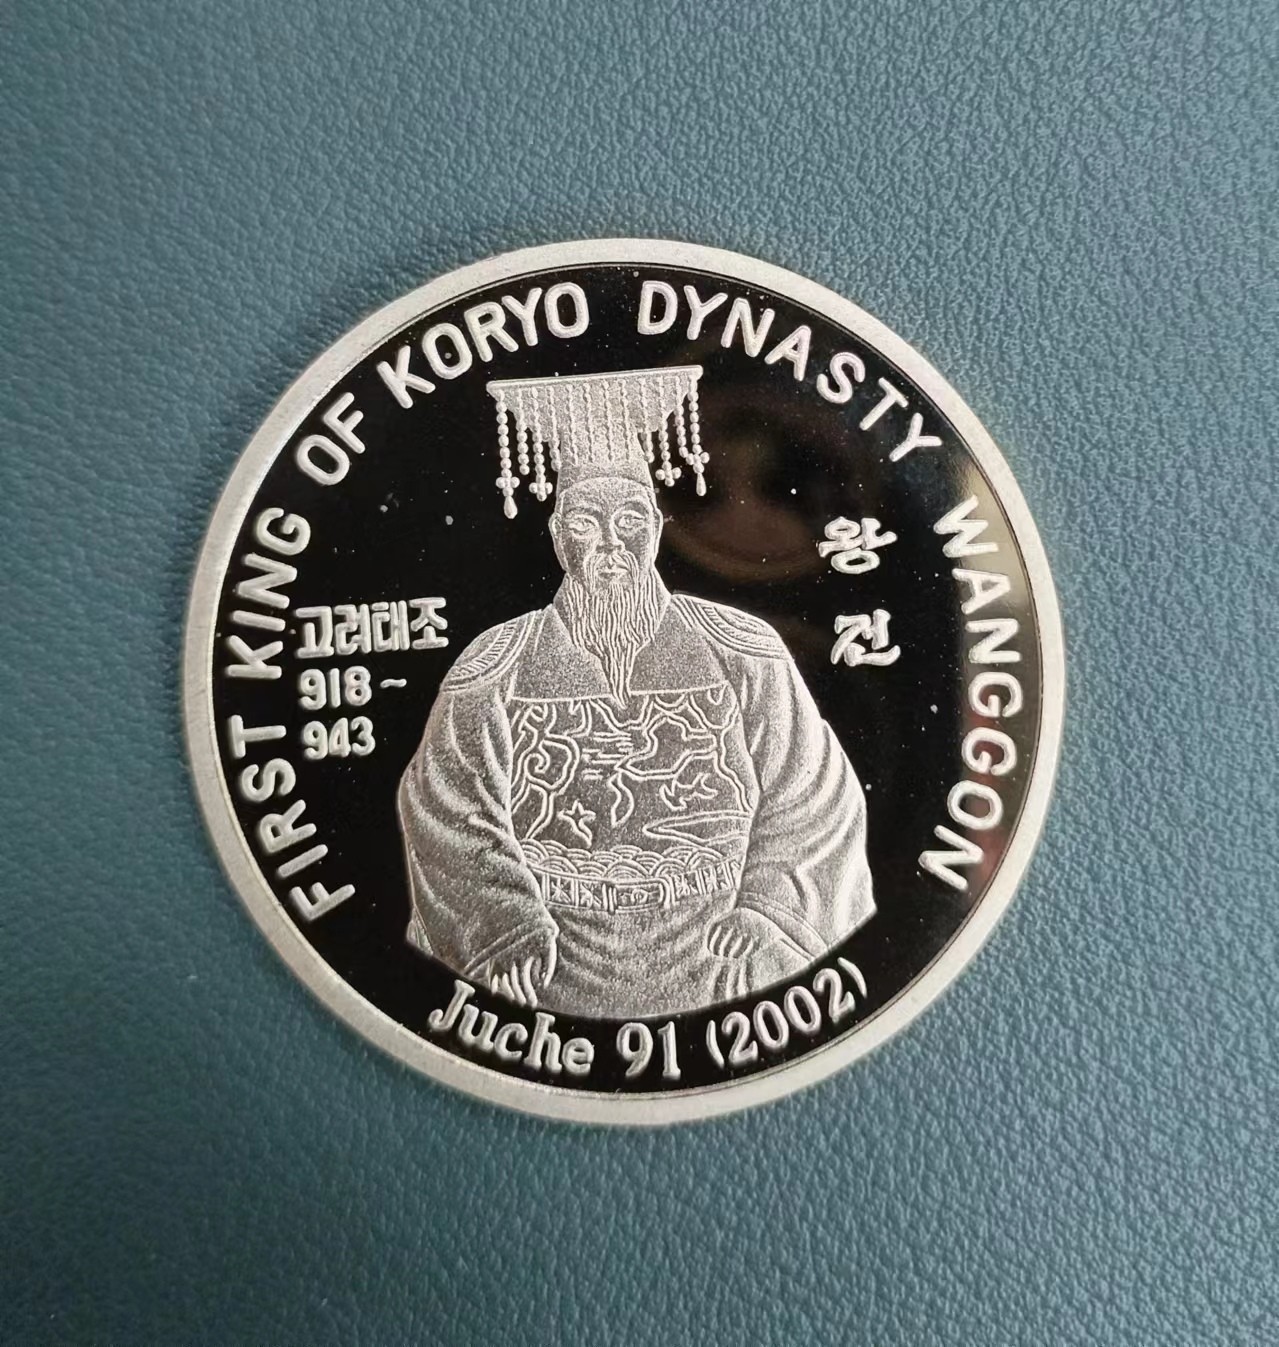 FIRST KING OF KORYO DYNASTY WANGGON
고려태조
918~
943
왕
건
Juche 91 (2002)